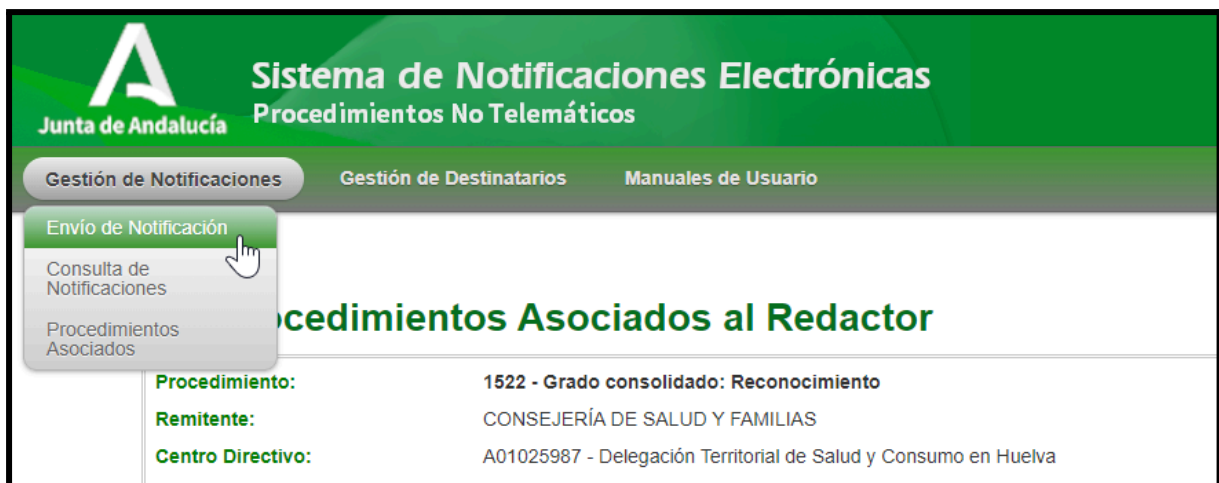 Sistema de Notificaciones Electrónicas
Procedimientos No Telemáticos
Junta de Andalucía
Gestión de Notificaciones
Gestión de Destinatarios
Manuales de Usuario
Envío de Notificación
Consulta de
Notificaciones
Procedimientos
Asociados
cedimientos Asociados al Redactor
Procedimiento:
1522 - Grado consolidado: Reconocimiento
Remitente:
CONSEJERÍA DE SALUD Y FAMILIAS
Centro Directivo:
A01025987 - Delegación Territorial de Salud y Consumo en Huelva